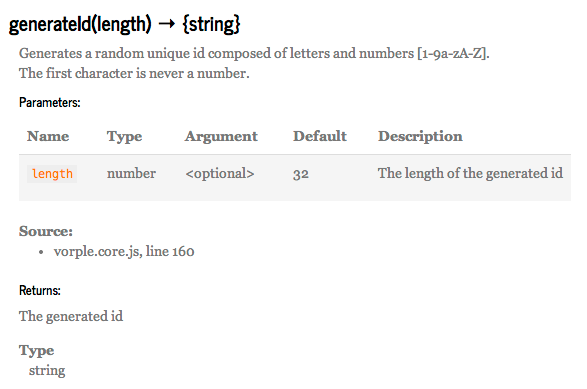 generateId(length) → {string}
Generates a random unique id composed of letters and numbers [1-9a-zA-Z].
The first character is never a number.
Parameters:
Name Type Argument Default Description
length number <optional> 32 The length of the generated id
Source:
• vorple.core.js, line 160
Returns:
The generated id
Type
string